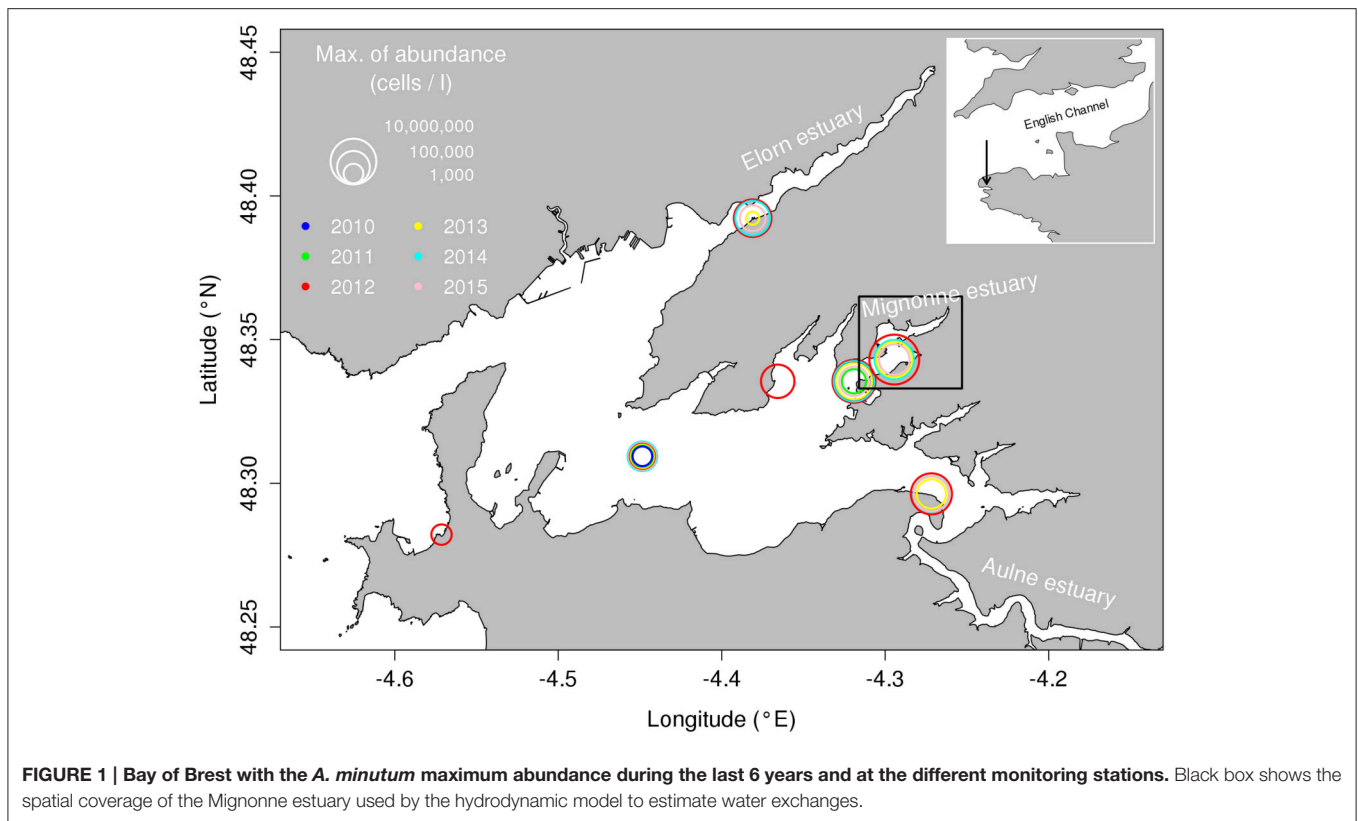 Max. of abundance
(cells / l)
10,000,000
100,000
1,000
2010
2013
2011
2014
2012
2015
Elorn estuary
Mignonne estuary
Aulne estuary
English Channel
48.45
48.40
48.35
48.30
48.25
Latitude (°N)
-4.6
-4.5
-4.4
-4.3
-4.2
Longitude (°E)
FIGURE 1 | Bay of Brest with the A. minutum maximum abundance during the last 6 years and at the different monitoring stations. Black box shows the
spatial coverage of the Mignonne estuary used by the hydrodynamic model to estimate water exchanges.